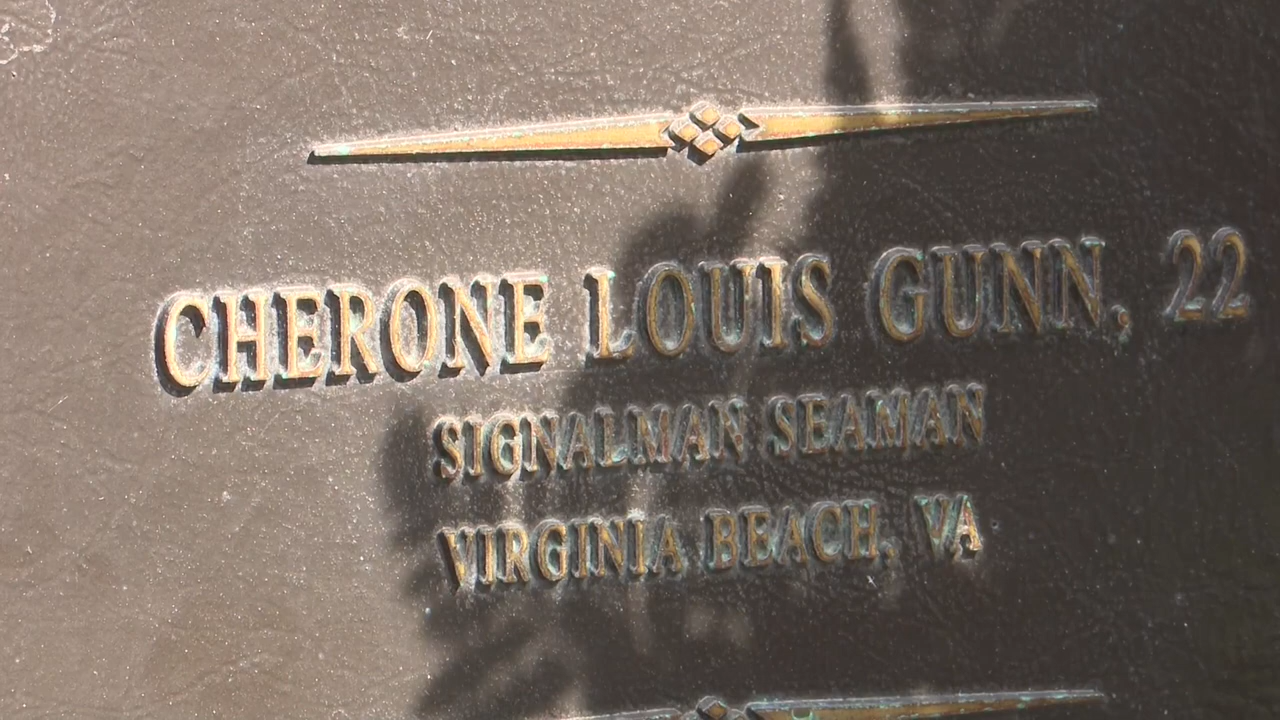 CHERONE LOUIS GUNN, 22
SIGNALMAN SEAMAN
VIRGINIA BEACH, VA